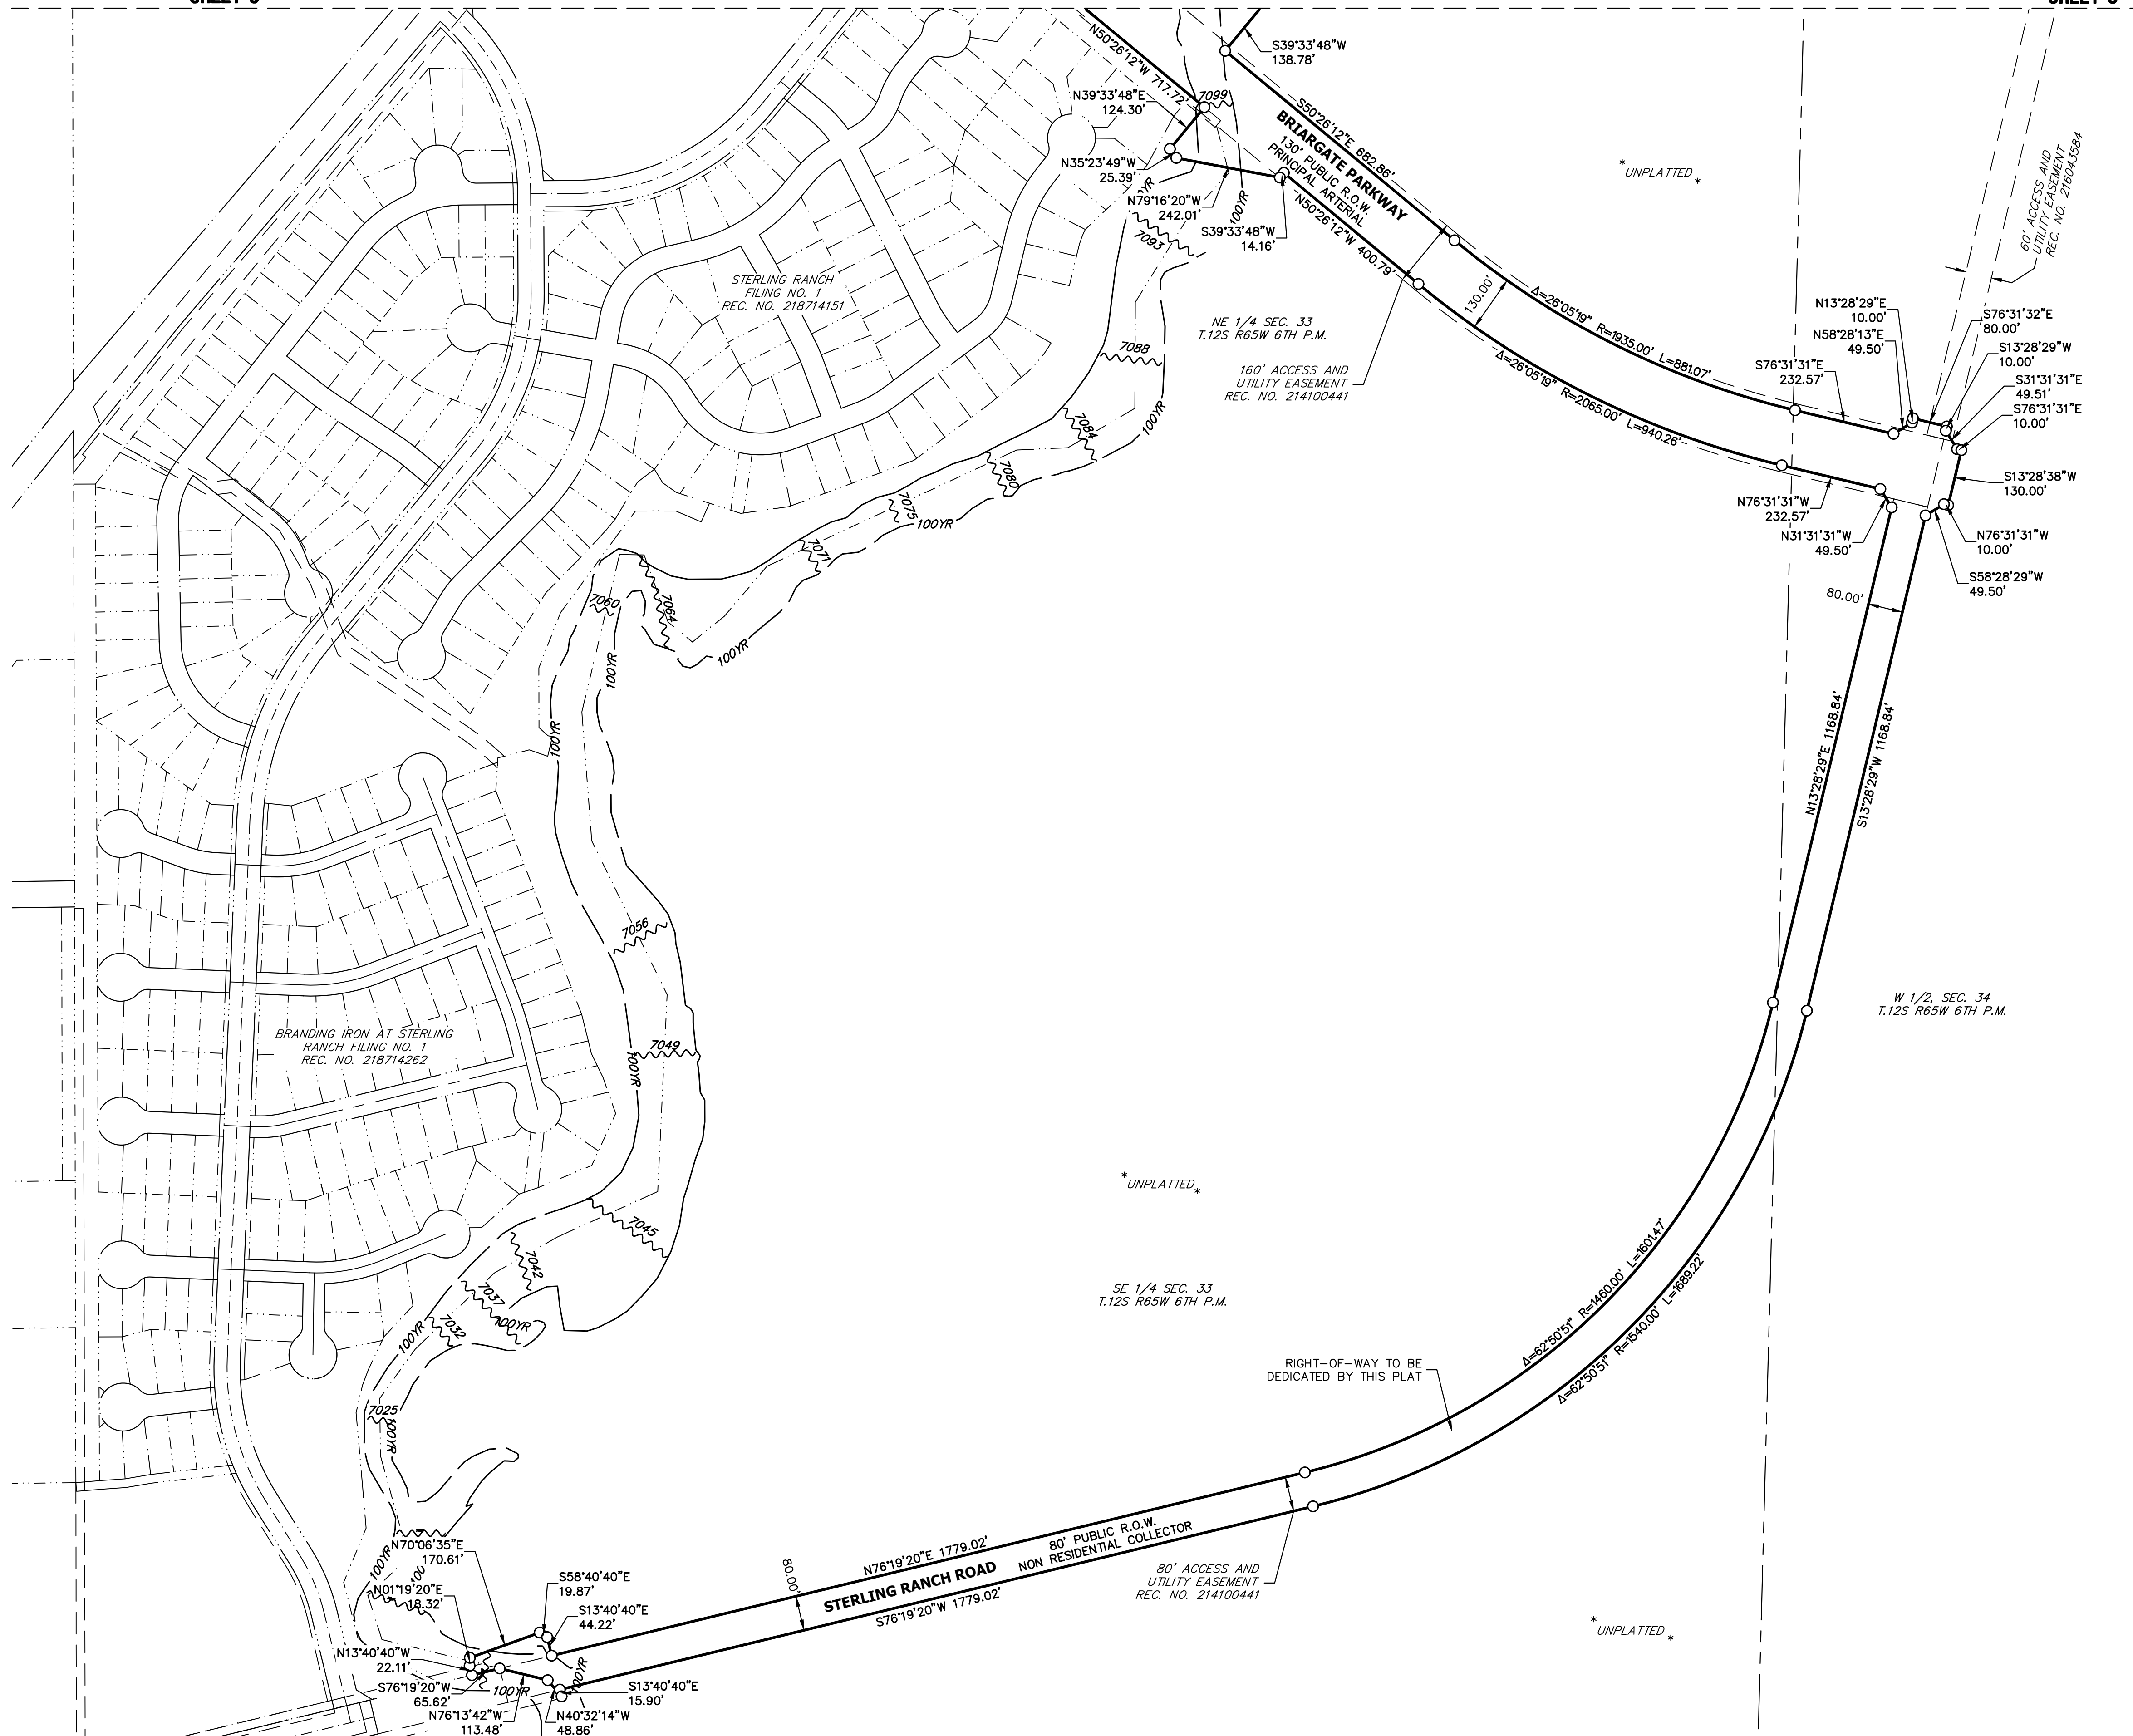 N50°26'12"W 717.72'
S39°33'48"W
138.78'
N39°33'48"E
124.30'
7099
S50°26'12"E 682.86'
BRIARGATE PARKWAY
130' PUBLIC R.O.W.
PRINCIPAL ARTERIAL
N35°23'49"W
25.39'
100YR
N79°16'20"W
242.01'
100YR
S39°33'48"W
14.16'
N50°26'12"W 400.79'
7093
*UNPLATTED*
60' ACCESS AND
UTILITY EASEMENT
REC. NO. 216043584
STERLING RANCH
FILING NO. 1
REC. NO. 218714151
NE 1/4 SEC. 33
T.12S R65W 6TH P.M.
130.00'
Δ=26°05'19" R=1935.00' L=881.07'
Δ=26°05'19" R=2065.00' L=940.26'
N13°28'29"E
10.00'
N58°28'13"E
49.50'
S76°31'32"E
80.00'
S13°28'29"W
10.00'
S31°31'31"E
49.51'
S76°31'31"E
10.00'
S76°31'31"E
232.57'
7088
160' ACCESS AND
UTILITY EASEMENT
REC. NO. 214100441
7084
100YR
7080
7075
100YR
7071
S13°28'38"W
130.00'
N76°31'31"W
232.57'
N31°31'31"W
49.50'
N76°31'31"W
10.00'
S58°28'29"W
49.50'
80.00'
7060
7064
100YR
100YR
100YR
N13°28'29"E 1168.84'
S13°28'29"W 1168.84'
7056
BRANDING IRON AT STERLING
RANCH FILING NO. 1
REC. NO. 218714262
7049
100YR
W 1/2, SEC. 34
T.12S R65W 6TH P.M.
*UNPLATTED*
7045
7042
7037
100YR
7032
100YR
SE 1/4 SEC. 33
T.12S R65W 6TH P.M.
Δ=62°50'51" R=1460.00' L=1601.47'
Δ=62°50'51" R=1540.00' L=1689.22'
RIGHT-OF-WAY TO BE
DEDICATED BY THIS PLAT
7025
100YR
N70°06'35"E
170.61'
100YR
N01°19'20"E
18.32'
S58°40'40"E
19.87'
S13°40'40"E
44.22'
80.00'
N76°19'20"E 1779.02'
STERLING RANCH ROAD
80' PUBLIC R.O.W.
NON RESIDENTIAL COLLECTOR
S76°19'20"W 1779.02'
80' ACCESS AND
UTILITY EASEMENT
REC. NO. 214100441
*UNPLATTED*
N13°40'40"W
22.11'
S76°19'20"W
65.62'
100YR
100YR
N76°13'42"W
113.48'
N40°32'14"W
48.86'
S13°40'40"E
15.90'